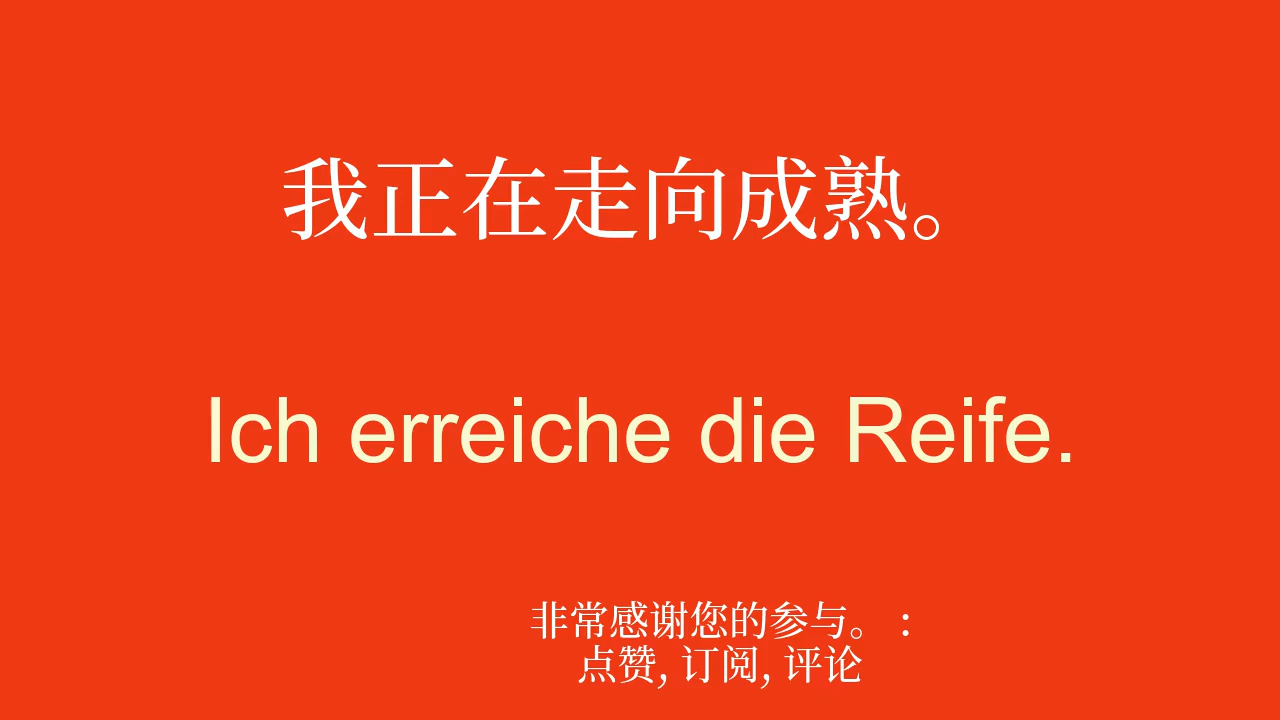 我正在走向成熟。
Ich erreiche die Reife.
非常感谢您的参与。 :
点赞, 订阅, 评论